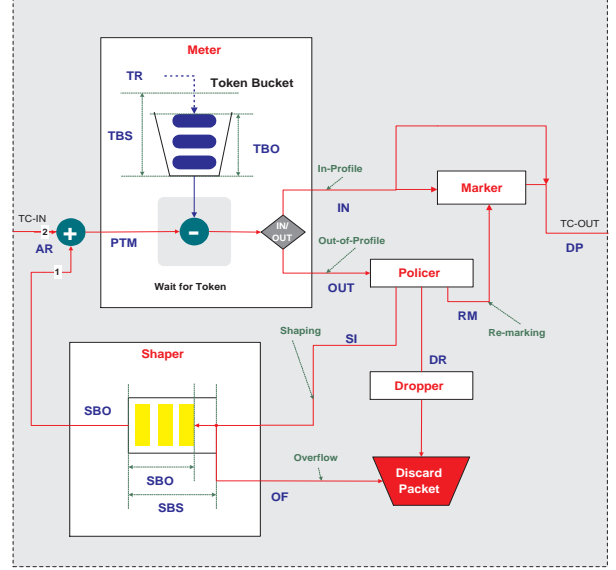 Meter
TR
Token Bucket
TBS
TBO
In-Profile
Marker
TC-IN
2
+
AR
PTM
-
IN/
OUT
IN
TC-OUT
DP
Out-of-Profile
1
Wait for Token
OUT
Policer
RM
Re-marking
Shaping
SI
Shaper
DR
Dropper
SBO
Overflow
Discard
Packet
SBO
SBS
OF